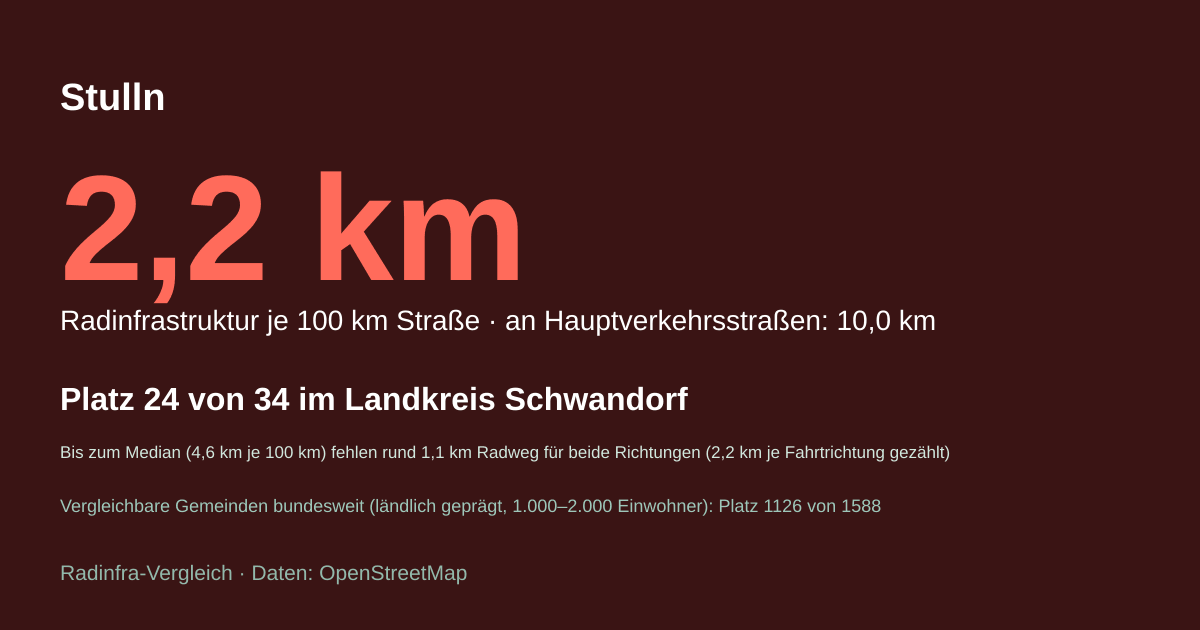 Stulln
2,2 km
Radinfrastruktur je 100 km Straße · an Hauptverkehrsstraßen: 10,0 km
Platz 24 von 34 im Landkreis Schwandorf
Bis zum Median (4,6 km je 100 km) fehlen rund 1,1 km Radweg für beide Richtungen (2,2 km je Fahrtrichtung gezählt)
Vergleichbare Gemeinden bundesweit (ländlich geprägt, 1.000–2.000 Einwohner): Platz 1126 von 1588
Radinfra-Vergleich · Daten: OpenStreetMap